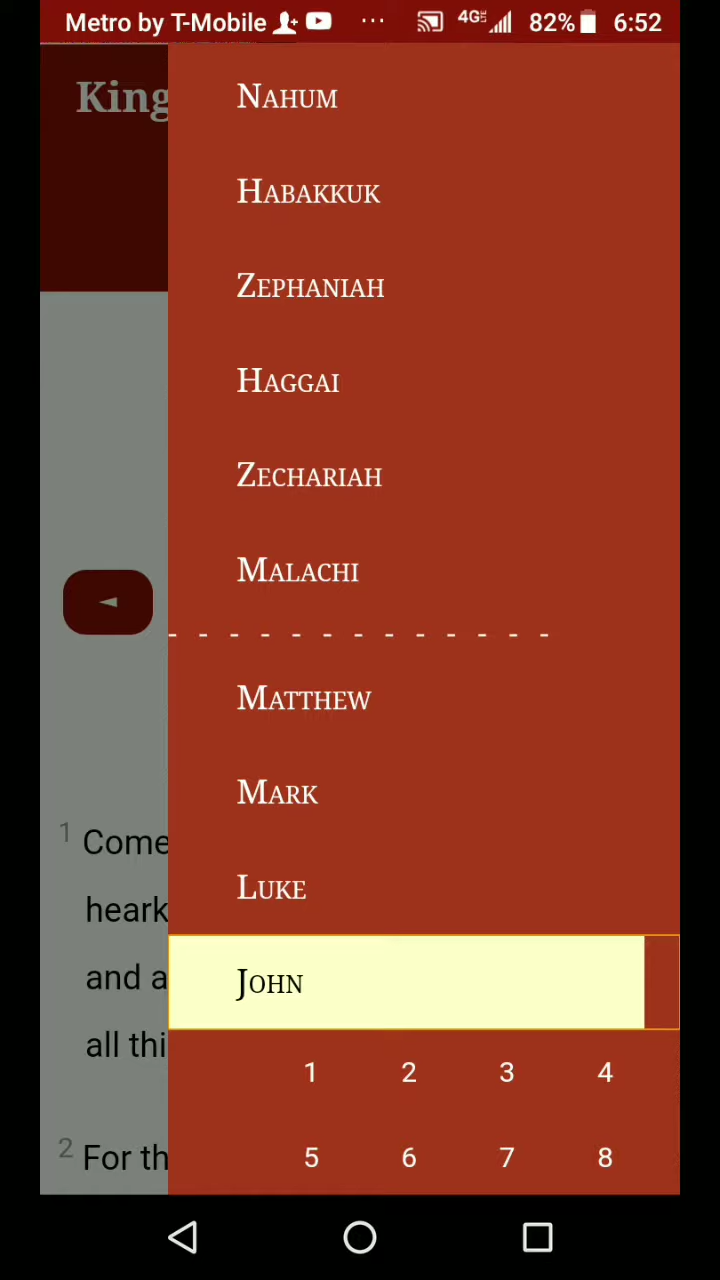 Metro by T-Mobile ... 4G 82% 6:52
King
NAHUM
HABAKKUK
ZEPHANIAH
HAGGAI
ZECHARIAH
MALACHI
- - - - - - - - - - - - -
MATTHEW
MARK
LUKE
JOHN
1 2 3 4
5 6 7 8
1 Come
heark
and a
all thi
2 For th